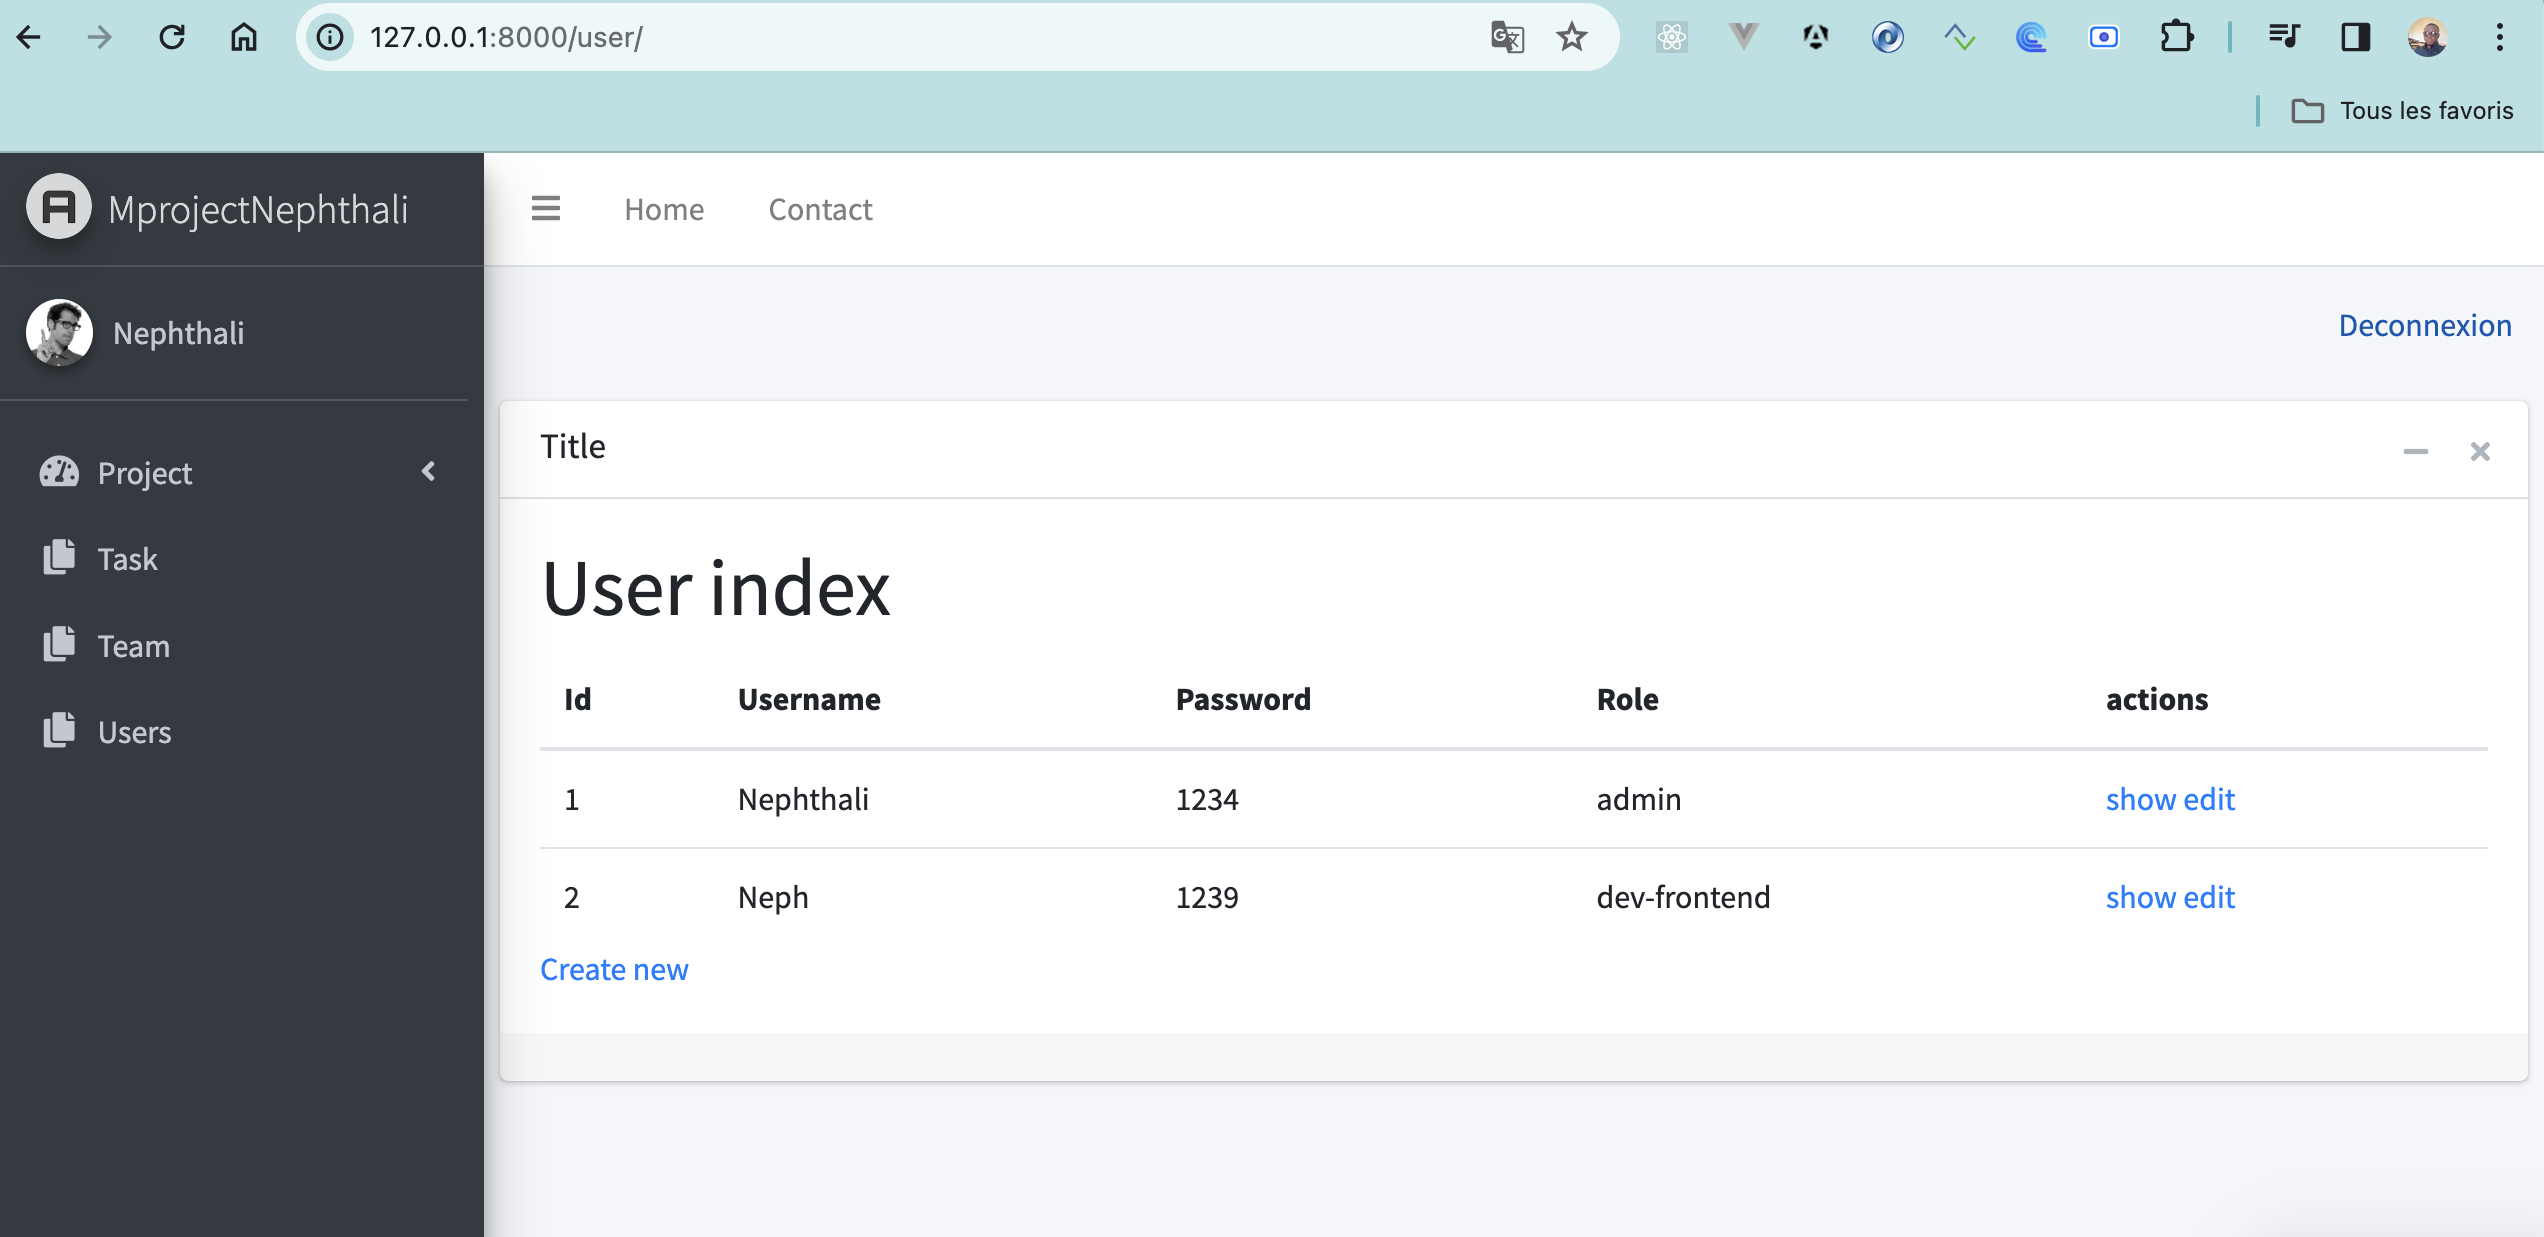 127.0.0.1:8000/user/
Tous les favoris
MprojectNephthali
Home Contact
Nephthali
Deconnexion
Project
Task
Team
Users
Title
User index
Id Username Password Role actions
1 Nephthali 1234 admin show edit
2 Neph 1239 dev-frontend show edit
Create new